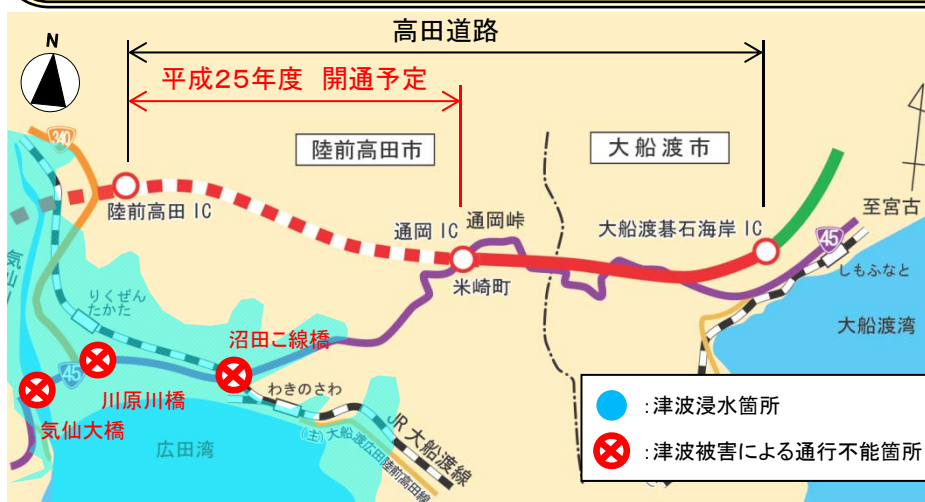 高田道路
N
平成25年度 開通予定
340
陸前高田市
大船渡市
陸前高田 IC
通岡 IC
通岡峠
大船渡碁石海岸 IC
至宮古
45
しもふなと
米崎町
大船渡湾
気仙川
りくぜん
たかた
沼田こ線橋
45
川原川橋
気仙大橋
わきのさわ
JR 大船渡線
(主)大船渡広田陸前高田線
広田湾
:津波浸水箇所
:津波被害による通行不能箇所